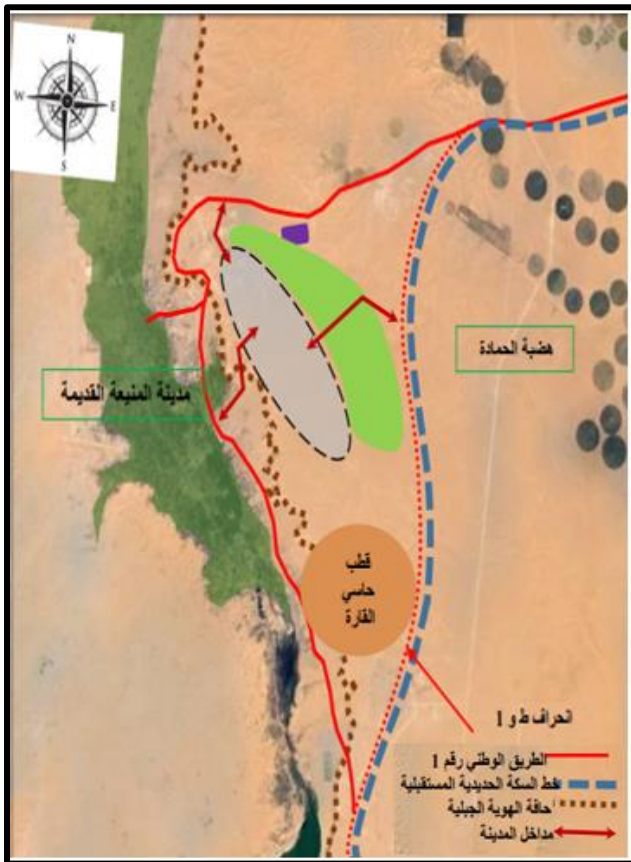 N
W
E
S
هضبة الحمادة
مدينة المنيعة القديمة
قطب
حاسي
القارة
انحراف ط و 1
الطريق الوطني رقم 1
خط السكة الحديدية المستقبلية
حافة الهوية الجبلية
مداخل المدينة